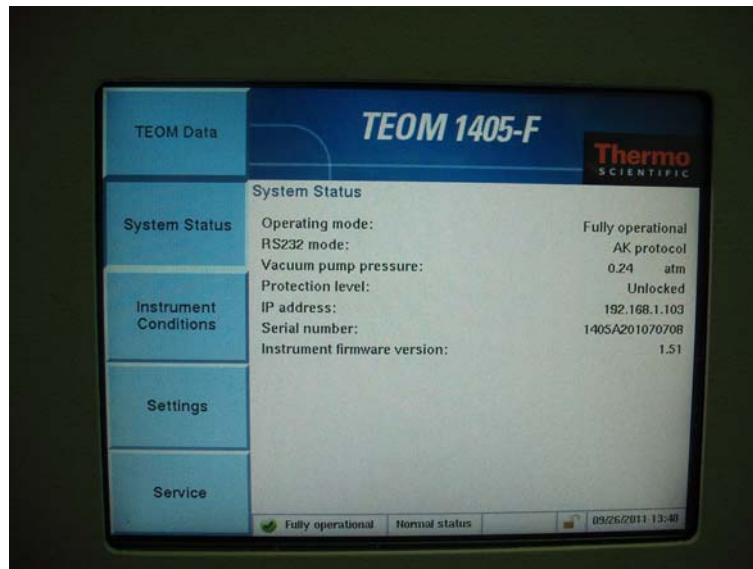 TEOM Data
TEOM 1405-F
Thermo
SCIENTIFIC
System Status
System Status
Operating mode: Fully operational
RS232 mode: AK protocol
Vacuum pump pressure: 0.24 atm
Protection level: Unlocked
IP address: 192.168.1.103
Serial number: 1405A201070708
Instrument firmware version: 1.51
Instrument
Conditions
Settings
Service
Fully operational Normal status 09/26/2011 13:40